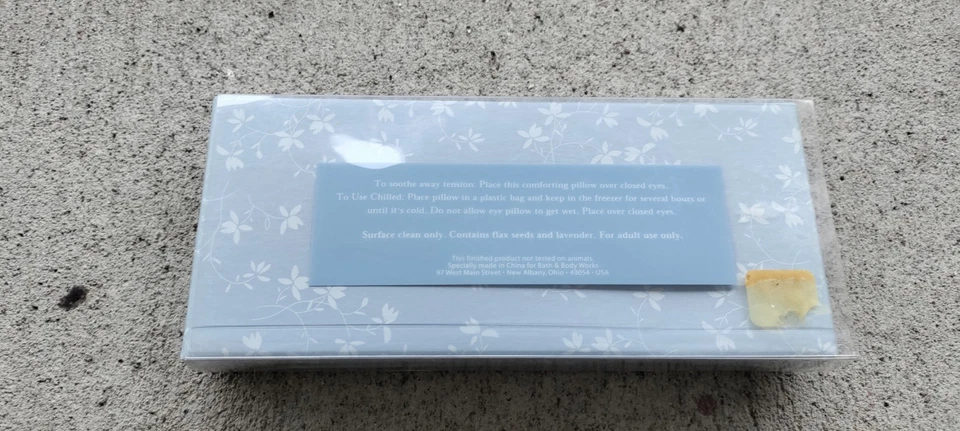 To soothe away tension: Place this comforting pillow over closed eyes.
To Use Chilled: Place pillow in a plastic bag and keep in the freezer for several hours or
until it's cold. Do not allow eye pillow to get wet. Place over closed eyes.
Surface clean only. Contains flax seeds and lavender. For adult use only.
This finished product not tested on animals.
Specially made in China for Bath & Body Works
97 West Main Street • New Albany, Ohio • 43054 • USA